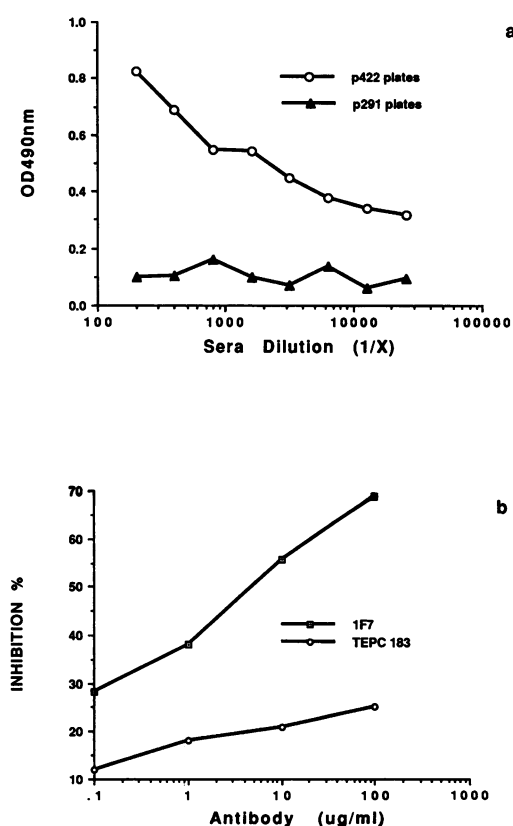 a
1.0
0.8
0.6
0.4
0.2
0.0
OD490nm
p422 plates
p291 plates
100
1000
10000
100000
Sera Dilution (1/X)
b
70
60
50
40
30
20
10
INHIBITION %
1F7
TEPC 183
.1
1
10
100
1000
Antibody (ug/ml)